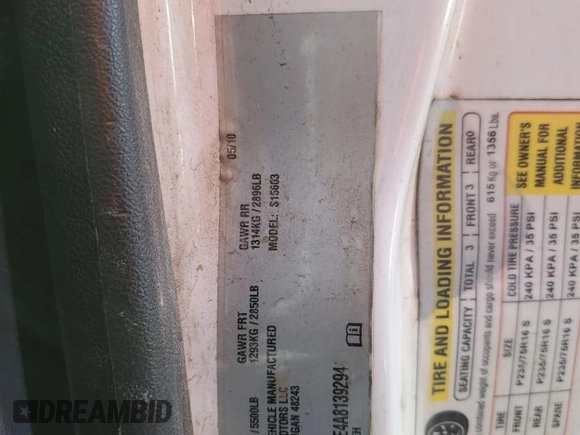 05/10
GAWR FRT GAWR RR
/ 5500LB 1293KG / 2850LB 1314KG / 2896LB
VEHICLE MANUFACTURED MODEL: S15603
MOTORS LLC
IGAN 48243
E4A8139294
EH
TIRE AND LOADING INFORMATION
SEATING CAPACITY TOTAL 3 FRONT 3 REAR 0
combined weight of occupants and cargo should never exceed 615 Kg or 1356 Lbs.
TIRE SIZE COLD TIRE PRESSURE
FRONT P235/75R16 S 240 KPA / 35 PSI
REAR P235/75R16 S 240 KPA / 35 PSI
SPARE P235/75R16 S 240 KPA / 35 PSI
SEE OWNER'S
MANUAL FOR
ADDITIONAL
INFORMATION
DREAMBID